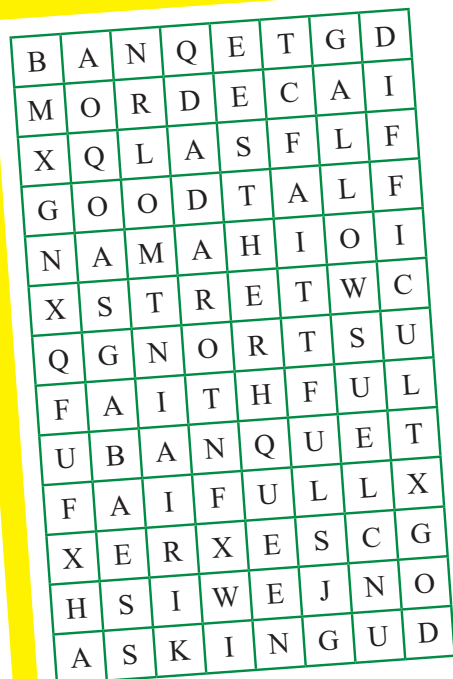 B A N Q E T G D
M O R D E C A I
X Q L A S F L F
G O O D T A L F
N A M A H I O I
X S T R E T W C
Q G N O R T S U
F A I T H F U L
U B A N Q U E T
F A I F U L L X
X E R X E S C G
H S I W E J N O
A S K I N G U D